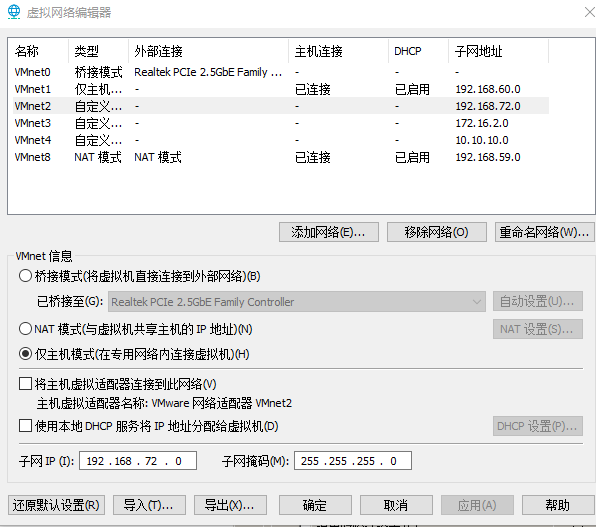 虚拟网络编辑器
名称 类型 外部连接 主机连接 DHCP 子网地址
VMnet0 桥接模式 Realtek PCIe 2.5GbE Family ... - - -
VMnet1 仅主机... - 已连接 已启用 192.168.60.0
VMnet2 自定义... - - - 192.168.72.0
VMnet3 自定义... - - - 172.16.2.0
VMnet4 自定义... - - - 10.10.10.0
VMnet8 NAT 模式 NAT 模式 已连接 已启用 192.168.59.0
添加网络(E)... 移除网络(O) 重命名网络(W)...
VMnet 信息
桥接模式(将虚拟机直接连接到外部网络)(B)
已桥接至(G): Realtek PCIe 2.5GbE Family Controller 自动设置(U)...
NAT 模式(与虚拟机共享主机的 IP 地址)(N) NAT 设置(S)...
仅主机模式(在专用网络内连接虚拟机)(H)
将主机虚拟适配器连接到此网络(V)
主机虚拟适配器名称: VMware 网络适配器 VMnet2
使用本地 DHCP 服务将 IP 地址分配给虚拟机(D) DHCP 设置(P)...
子网 IP (I): 192 . 168 . 72 . 0 子网掩码(M): 255 . 255 . 255 . 0
还原默认设置(R) 导入(T)... 导出(X)... 确定 取消 应用(A) 帮助